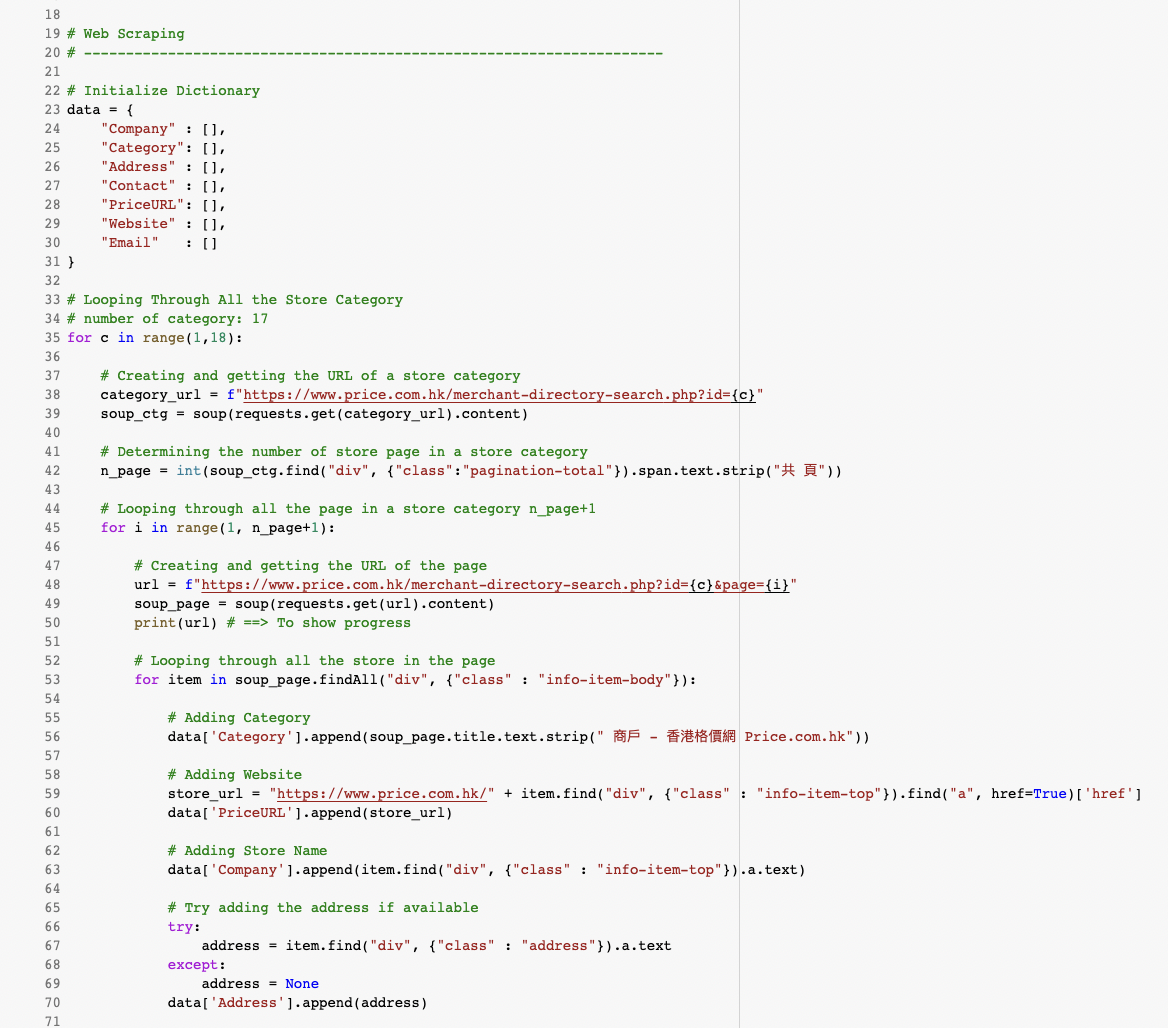 18
19 # Web Scraping
20 # ---------------------------------------------------------------------
21
22 # Initialize Dictionary
23 data = {
24     "Company" : [],
25     "Category": [],
26     "Address" : [],
27     "Contact" : [],
28     "PriceURL": [],
29     "Website" : [],
30     "Email"   : []
31 }
32
33 # Looping Through All the Store Category
34 # number of category: 17
35 for c in range(1,18):
36
37     # Creating and getting the URL of a store category
38     category_url = f"https://www.price.com.hk/merchant-directory-search.php?id={c}"
39     soup_ctg = soup(requests.get(category_url).content)
40
41     # Determining the number of store page in a store category
42     n_page = int(soup_ctg.find("div", {"class":"pagination-total"}).span.text.strip("共 頁"))
43
44     # Looping through all the page in a store category n_page+1
45     for i in range(1, n_page+1):
46
47         # Creating and getting the URL of the page
48         url = f"https://www.price.com.hk/merchant-directory-search.php?id={c}&page={i}"
49         soup_page = soup(requests.get(url).content)
50         print(url) # ==> To show progress
51
52         # Looping through all the store in the page
53         for item in soup_page.findAll("div", {"class" : "info-item-body"}):
54
55             # Adding Category
56             data['Category'].append(soup_page.title.text.strip(" 商戶 – 香港格價網 Price.com.hk"))
57
58             # Adding Website
59             store_url = "https://www.price.com.hk/" + item.find("div", {"class" : "info-item-top"}).find("a", href=True)['href']
60             data['PriceURL'].append(store_url)
61
62             # Adding Store Name
63             data['Company'].append(item.find("div", {"class" : "info-item-top"}).a.text)
64
65             # Try adding the address if available
66             try:
67                 address = item.find("div", {"class" : "address"}).a.text
68             except:
69                 address = None
70             data['Address'].append(address)
71